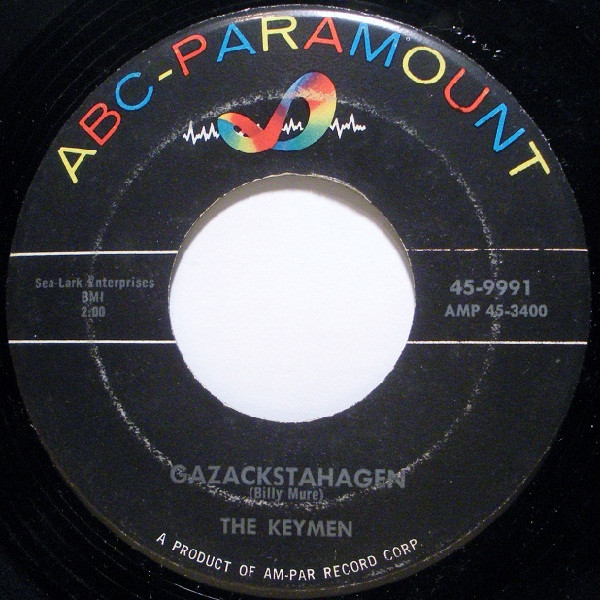 ABC-PARAMOUNT
Sea-Lark Enterprises
BMI
2:00
45-9991
AMP 45-3400
GAZACKSTAHAGEN
(Billy Mure)
THE KEYMEN
A PRODUCT OF AM-PAR RECORD CORP.